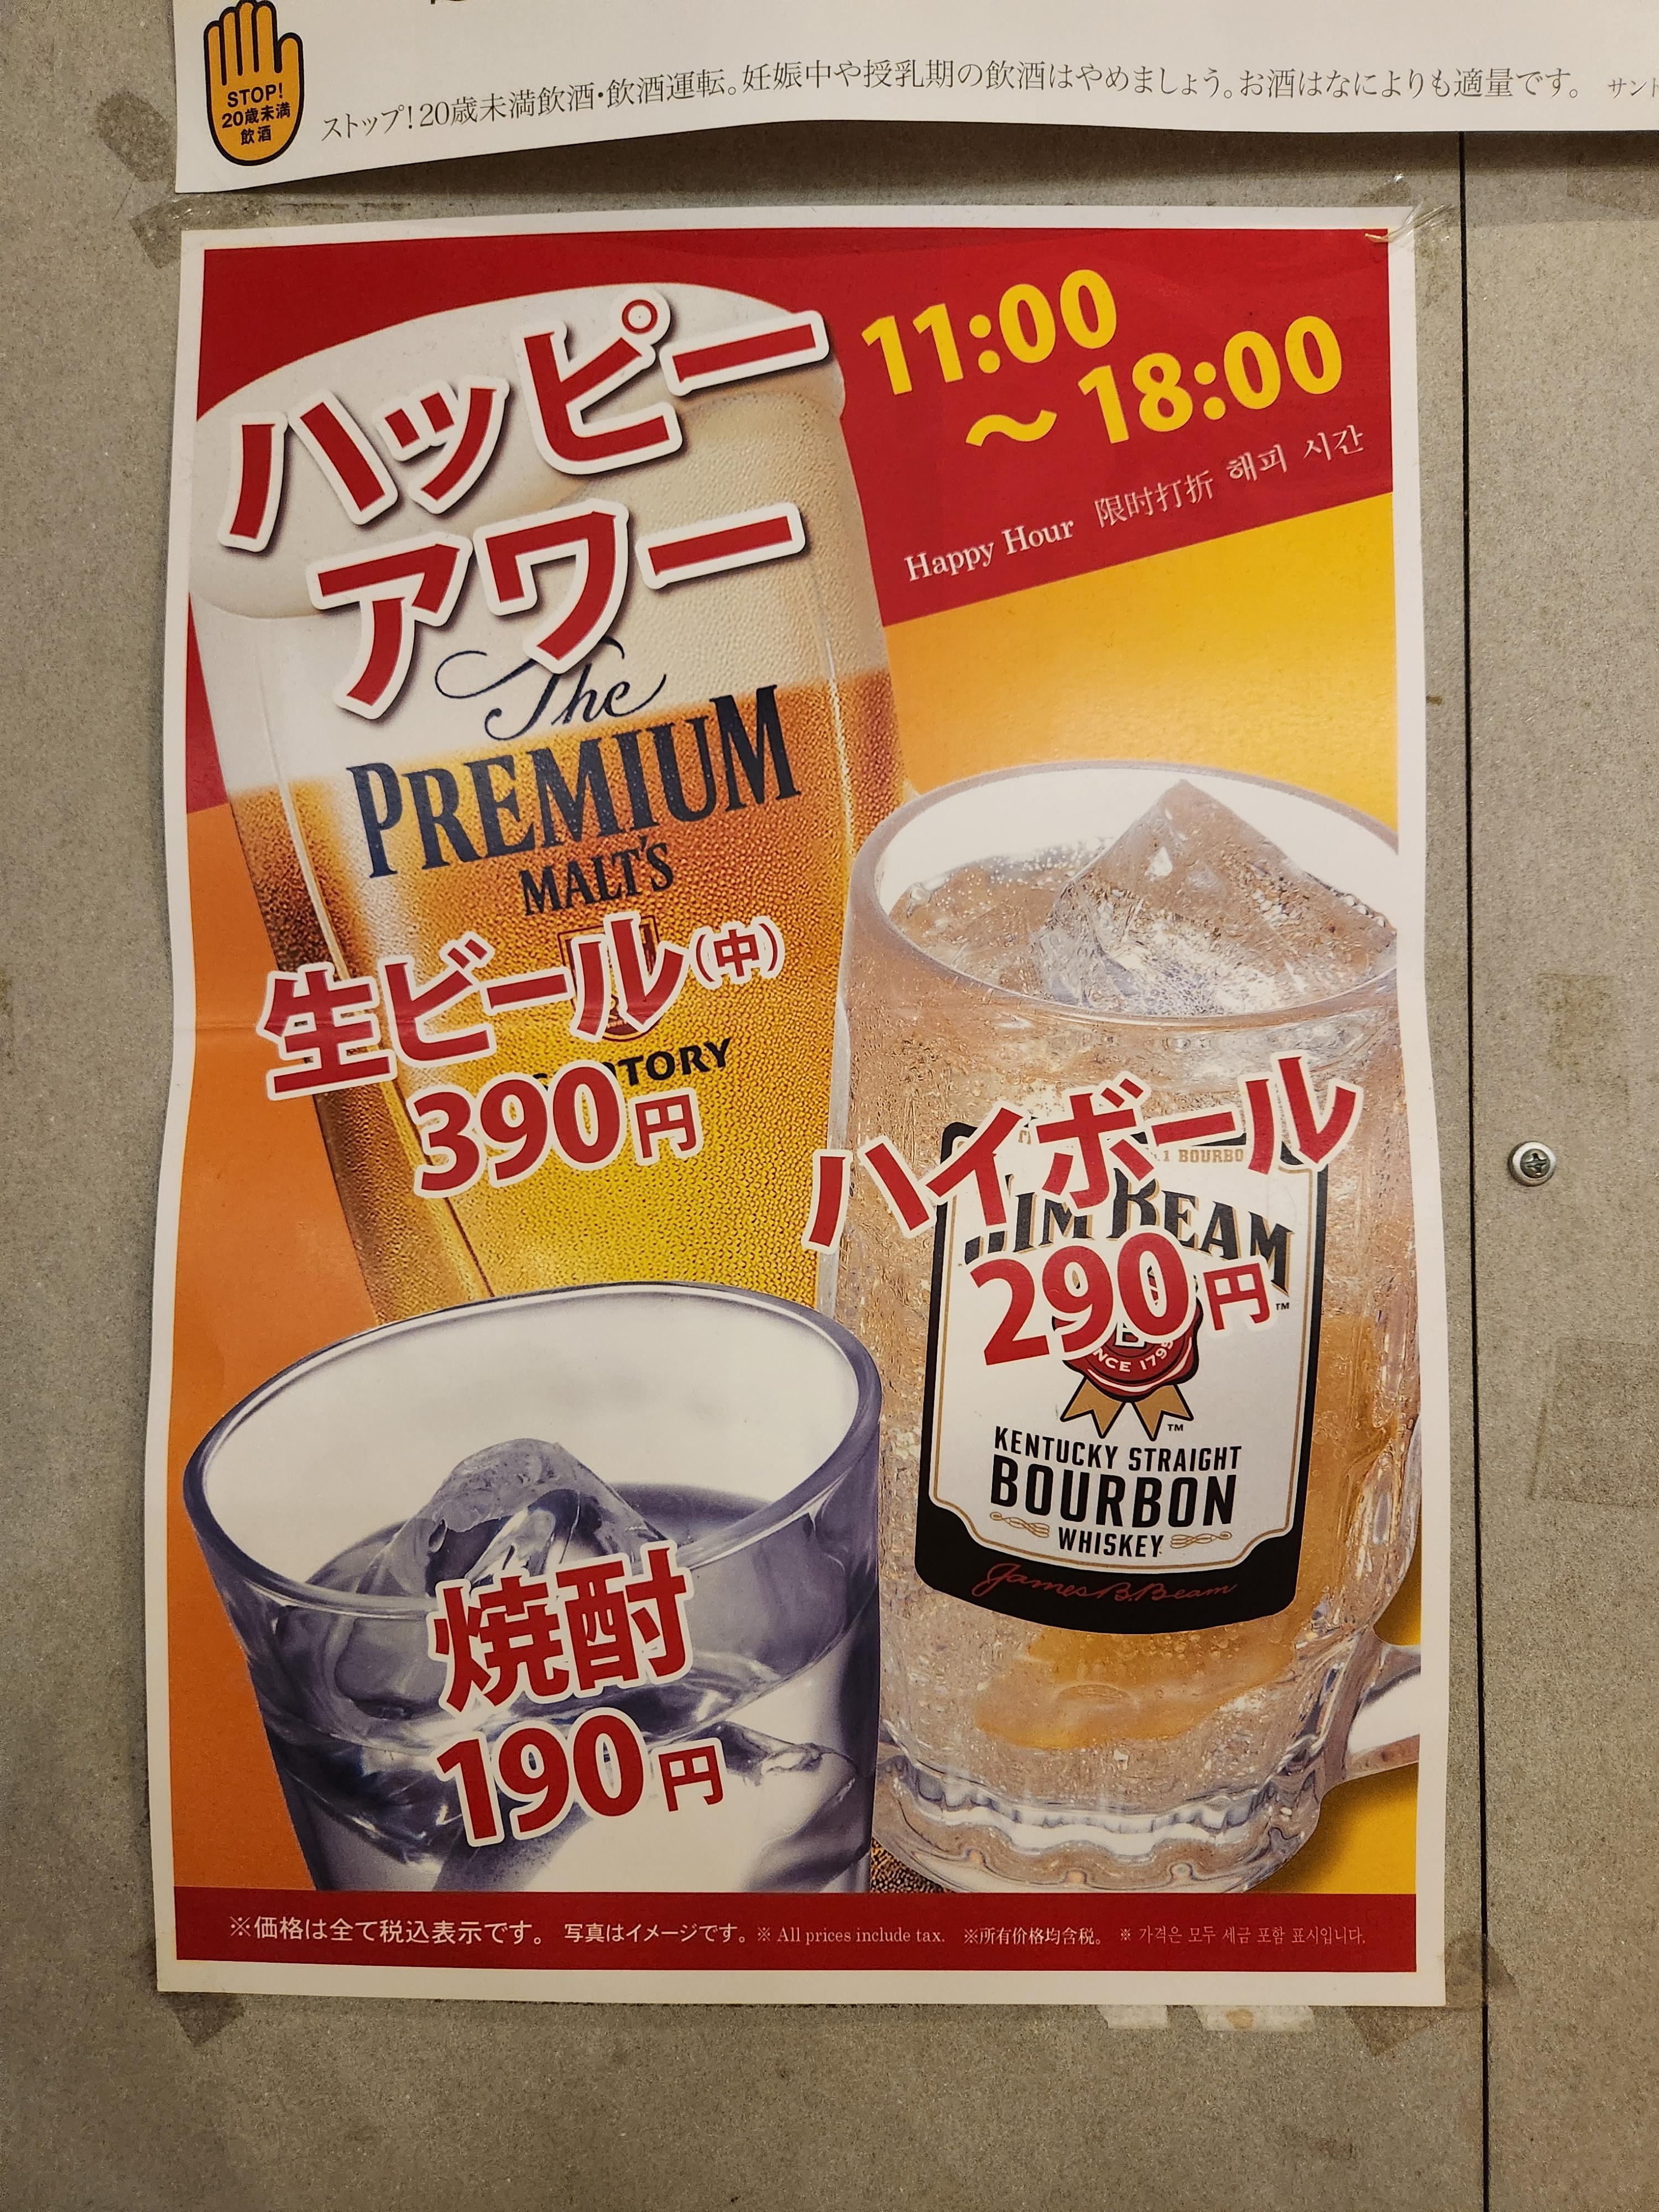 STOP!
20歳未満
飲酒
ストップ!20歳未満飲酒・飲酒運転。妊娠中や授乳期の飲酒はやめましょう。お酒はなによりも適量です。
ハッピー
アワー
11:00
～18:00
Happy Hour 限时打折 해피 시간
The
PREMIUM
MALT'S
生ビール(中)
390円
ハイボール
JIM BEAM
290円
KENTUCKY STRAIGHT
BOURBON
WHISKEY
James B. Beam
焼酎
190円
※価格は全て税込表示です。 写真はイメージです。 ※ All prices include tax. ※所有价格均含税。 ※ 가격은 모두 세금 포함 표시입니다.